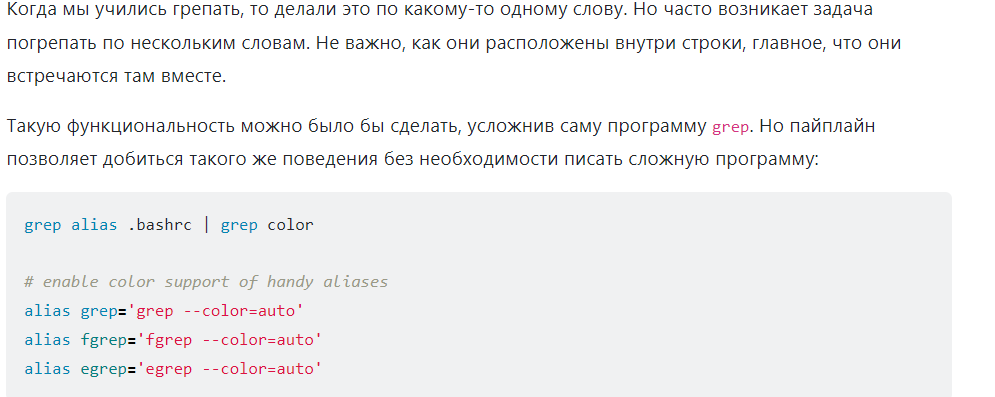 Когда мы учились грепать, то делали это по какому-то одному слову. Но часто возникает задача
погрепать по нескольким словам. Не важно, как они расположены внутри строки, главное, что они
встречаются там вместе.
Такую функциональность можно было бы сделать, усложнив саму программу grep. Но пайплайн
позволяет добиться такого же поведения без необходимости писать сложную программу:
grep alias .bashrc | grep color
# enable color support of handy aliases
alias grep='grep --color=auto'
alias fgrep='fgrep --color=auto'
alias egrep='egrep --color=auto'